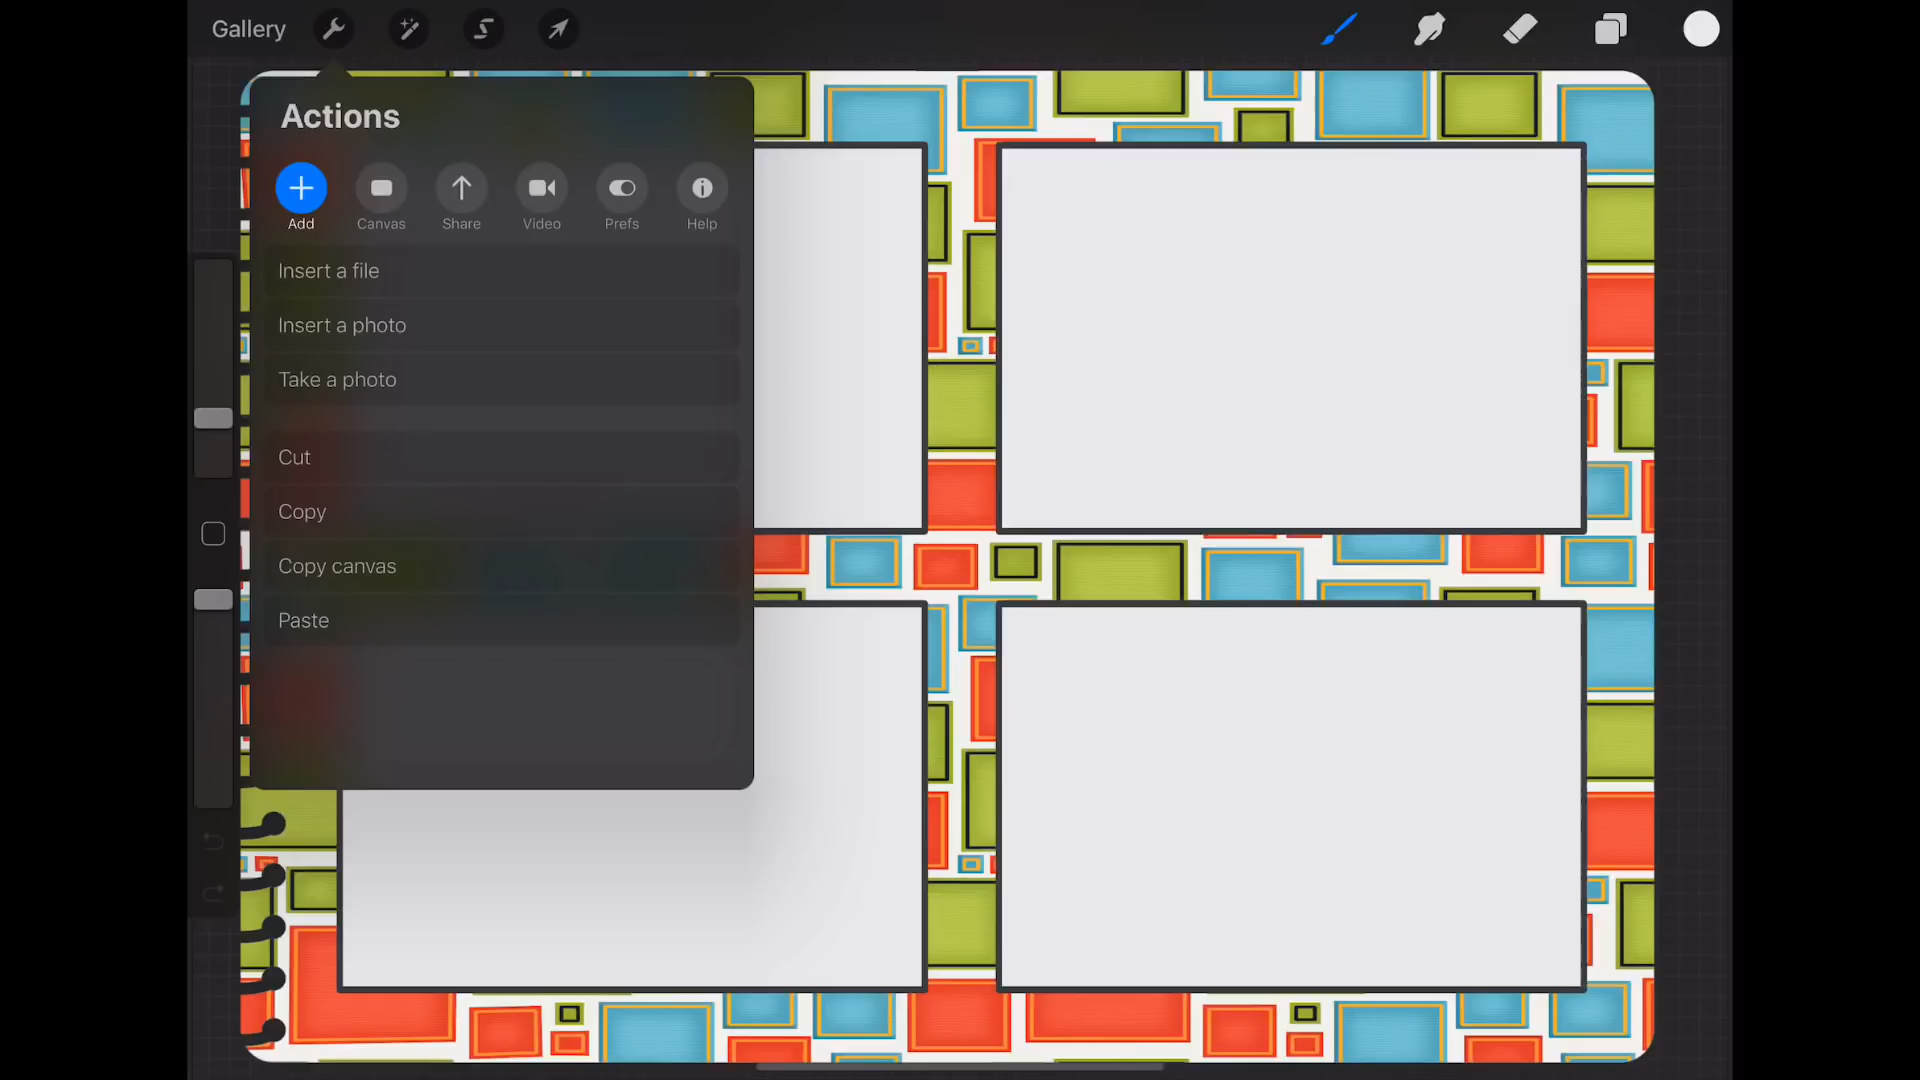 Gallery
Actions
Add Canvas Share Video Prefs Help
Insert a file
Insert a photo
Take a photo
Cut
Copy
Copy canvas
Paste